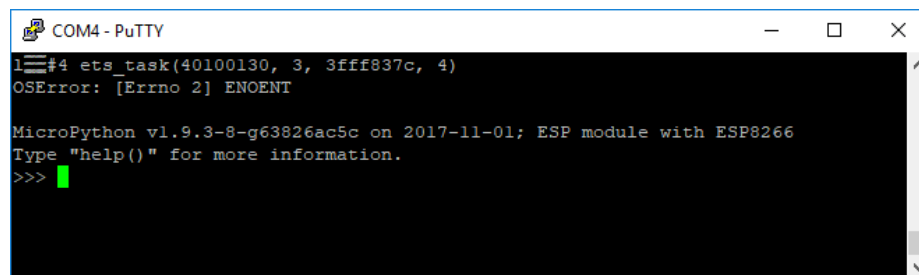 COM4 - PuTTY
#4 ets_task(40100130, 3, 3fff837c, 4)
OSError: [Errno 2] ENOENT
MicroPython v1.9.3-8-g63826ac5c on 2017-11-01; ESP module with ESP8266
Type "help()" for more information.
>>>